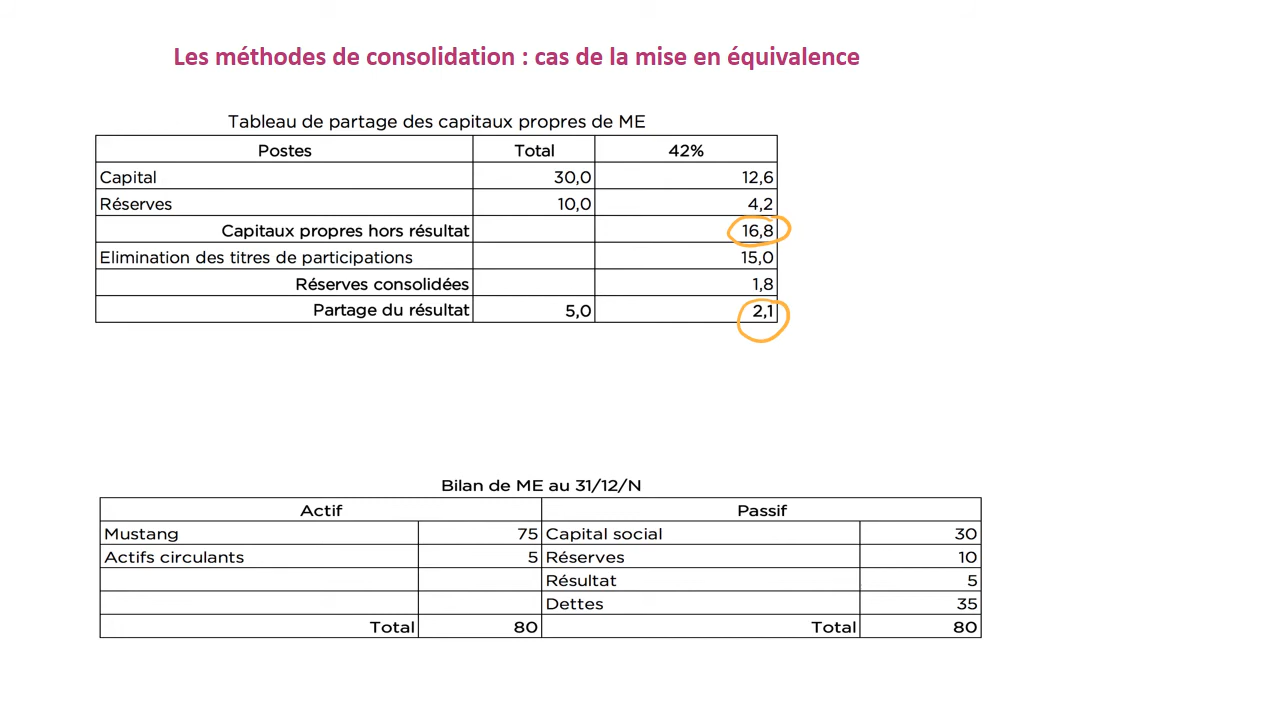 Les méthodes de consolidation : cas de la mise en équivalence
Tableau de partage des capitaux propres de ME
Postes Total 42%
Capital 30,0 12,6
Réserves 10,0 4,2
Capitaux propres hors résultat 16,8
Elimination des titres de participations 15,0
Réserves consolidées 1,8
Partage du résultat 5,0 2,1
Bilan de ME au 31/12/N
Actif Passif
Mustang 75 Capital social 30
Actifs circulants 5 Réserves 10
Résultat 5
Dettes 35
Total 80 Total 80